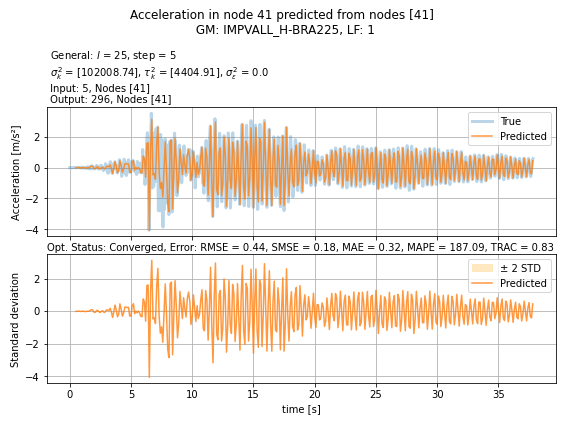 Acceleration in node 41 predicted from nodes [41]
GM: IMPVALL_H-BRA225, LF: 1
General: l = 25, step = 5
σ²ₖ = [102008.74], τ²ₖ = [4404.91], σ²ε = 0.0
Input: 5, Nodes [41]
Output: 296, Nodes [41]
Acceleration [m/s²]
2
0
−2
−4
True
Predicted
Opt. Status: Converged, Error: RMSE = 0.44, SMSE = 0.18, MAE = 0.32, MAPE = 187.09, TRAC = 0.83
Standard deviation
2
0
−2
−4
± 2 STD
Predicted
0 5 10 15 20 25 30 35
time [s]